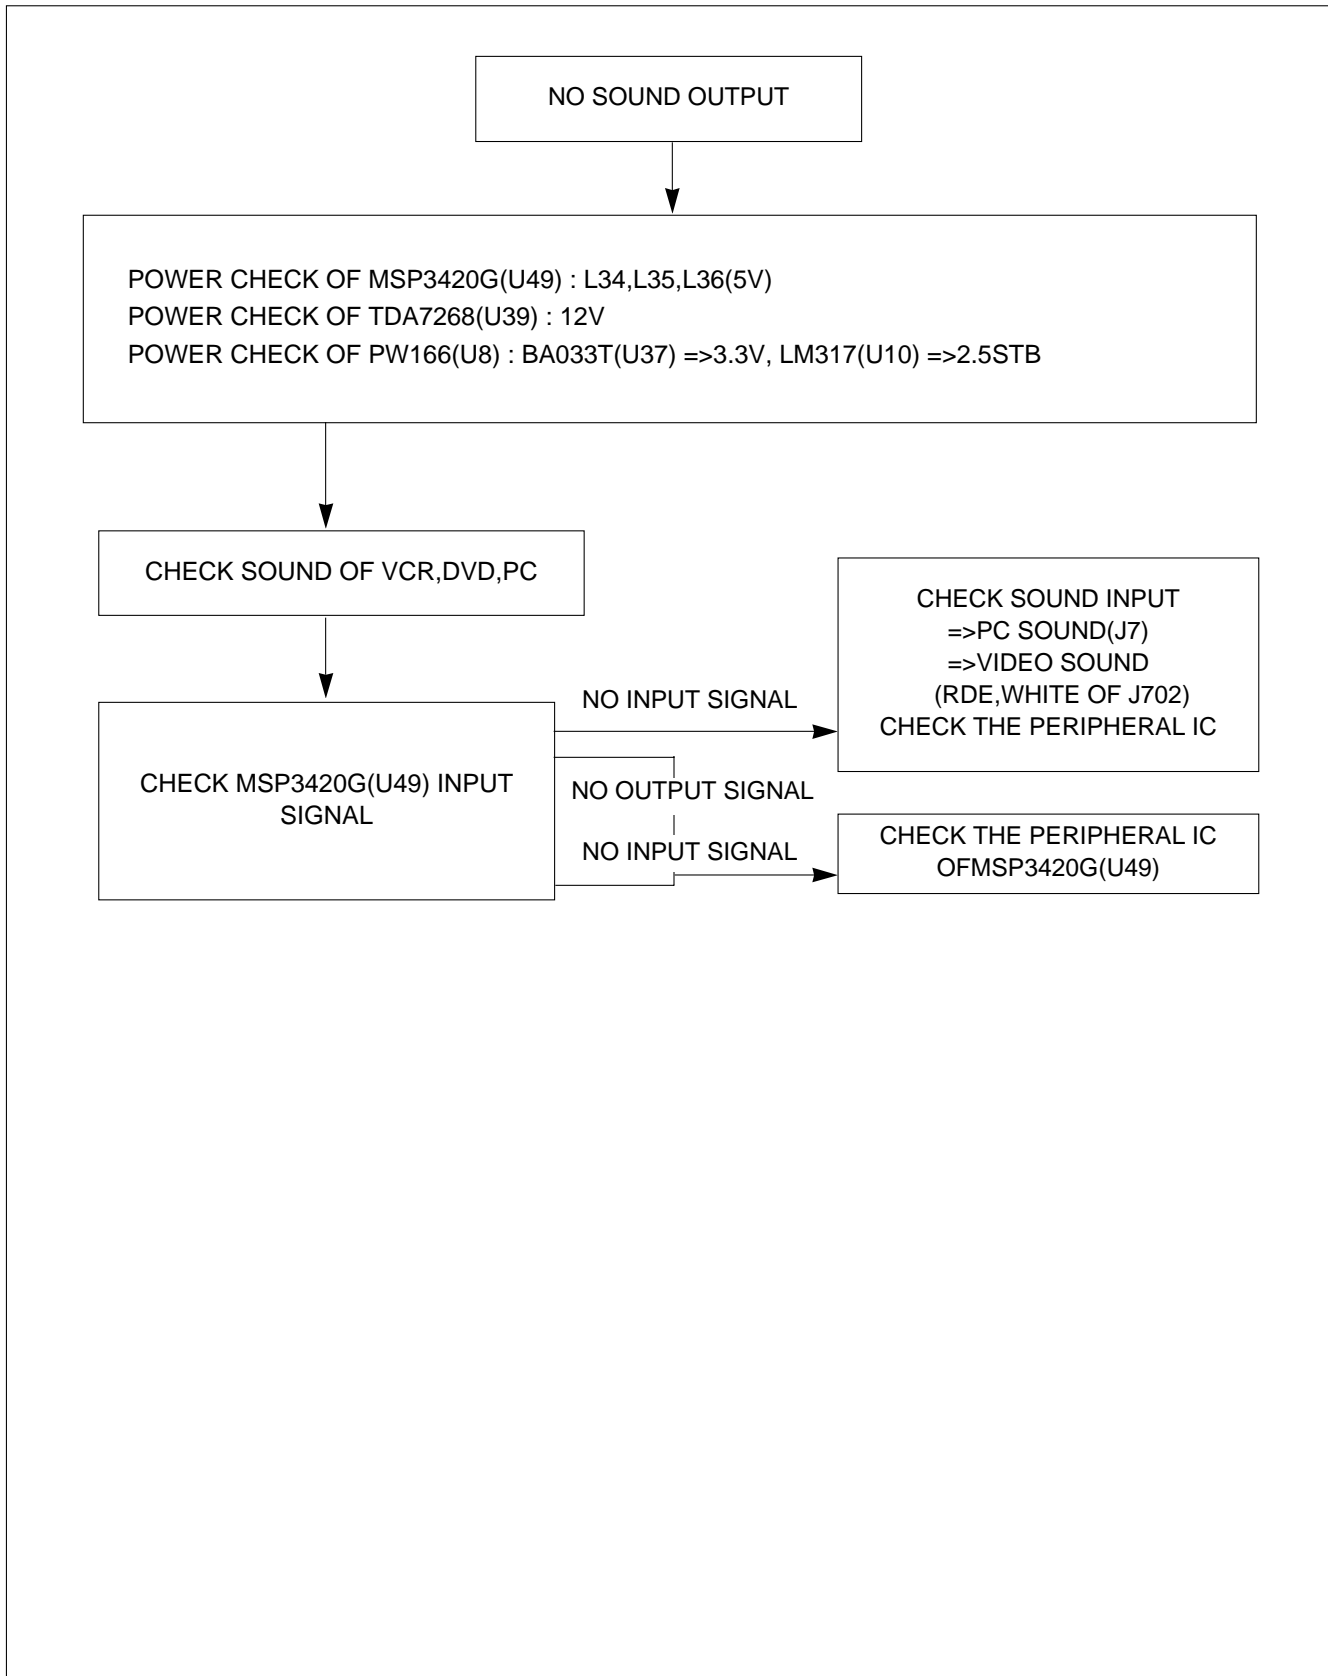 NO SOUND OUTPUT
POWER CHECK OF MSP3420G(U49) : L34,L35,L36(5V)
POWER CHECK OF TDA7268(U39) : 12V
POWER CHECK OF PW166(U8) : BA033T(U37) =>3.3V, LM317(U10) =>2.5STB
CHECK SOUND OF VCR,DVD,PC
CHECK MSP3420G(U49) INPUT
SIGNAL
NO INPUT SIGNAL
CHECK SOUND INPUT
=>PC SOUND(J7)
=>VIDEO SOUND
(RDE,WHITE OF J702)
CHECK THE PERIPHERAL IC
NO OUTPUT SIGNAL
NO INPUT SIGNAL
CHECK THE PERIPHERAL IC
OFMSP3420G(U49)